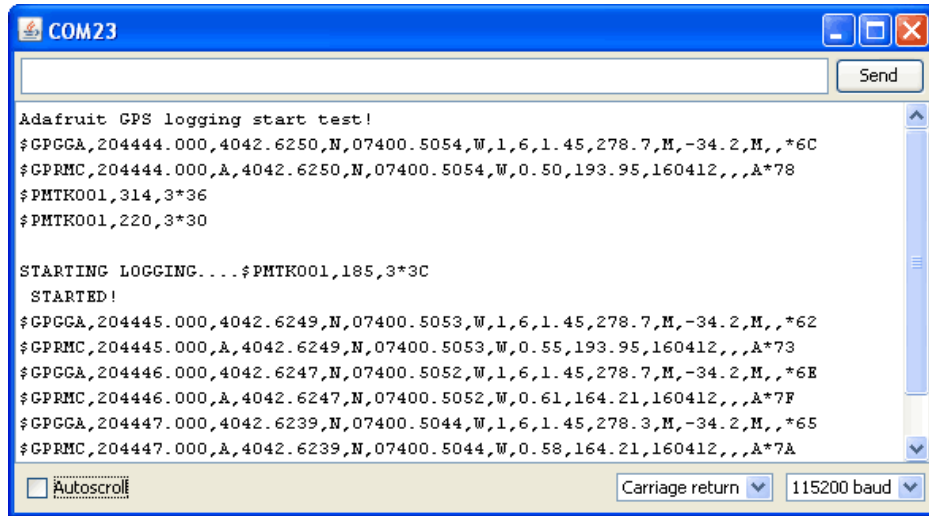 COM23
Send
Adafruit GPS logging start test!
$GPGGA,204444.000,4042.6250,N,07400.5054,W,1,6,1.45,278.7,M,-34.2,M,,*6C
$GPRMC,204444.000,A,4042.6250,N,07400.5054,W,0.50,193.95,160412,,,A*78
$PMTK001,314,3*36
$PMTK001,220,3*30
STARTING LOGGING....$PMTK001,185,3*3C
STARTED!
$GPGGA,204445.000,4042.6249,N,07400.5053,W,1,6,1.45,278.7,M,-34.2,M,,*62
$GPRMC,204445.000,A,4042.6249,N,07400.5053,W,0.55,193.95,160412,,,A*73
$GPGGA,204446.000,4042.6247,N,07400.5052,W,1,6,1.45,278.7,M,-34.2,M,,*6E
$GPRMC,204446.000,A,4042.6247,N,07400.5052,W,0.61,164.21,160412,,,A*7F
$GPGGA,204447.000,4042.6239,N,07400.5044,W,1,6,1.45,278.3,M,-34.2,M,,*65
$GPRMC,204447.000,A,4042.6239,N,07400.5044,W,0.58,164.21,160412,,,A*7A
Autoscroll
Carriage return
115200 baud